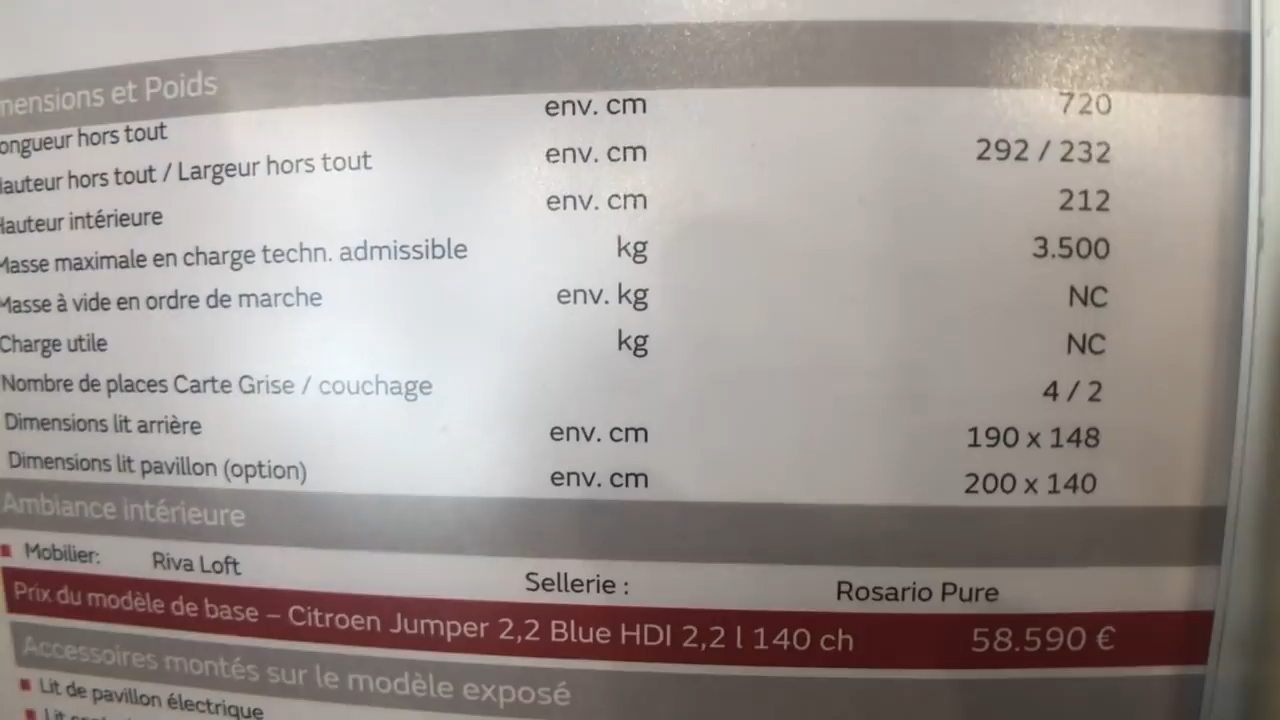 mensions et Poids
ongueur hors tout env. cm 720
auteur hors tout / Largeur hors tout env. cm 292 / 232
auteur intérieure env. cm 212
Masse maximale en charge techn. admissible kg 3.500
Masse à vide en ordre de marche env. kg NC
Charge utile kg NC
Nombre de places Carte Grise / couchage 4 / 2
Dimensions lit arrière env. cm 190 x 148
Dimensions lit pavillon (option) env. cm 200 x 140
Ambiance intérieure
Mobilier: Riva Loft Sellerie : Rosario Pure
Prix du modèle de base – Citroen Jumper 2,2 Blue HDI 2,2 l 140 ch 58.590 €
Accessoires montés sur le modèle exposé
Lit de pavillon électrique
Lit